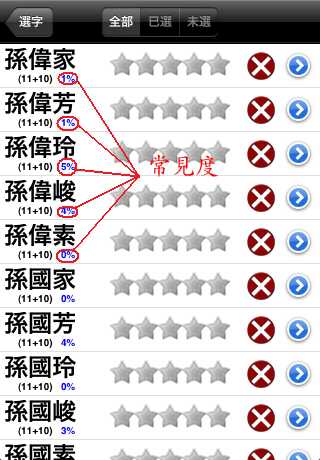 選字 全部 已選 未選
孫偉家
(11+10) 1%
孫偉芳
(11+10) 1%
孫偉玲
(11+10) 5%
常見度
孫偉峻
(11+10) 4%
孫偉素
(11+10) 0%
孫國家
(11+10) 0%
孫國芳
(11+10) 4%
孫國玲
(11+10) 0%
孫國峻
(11+10) 3%
孫國素